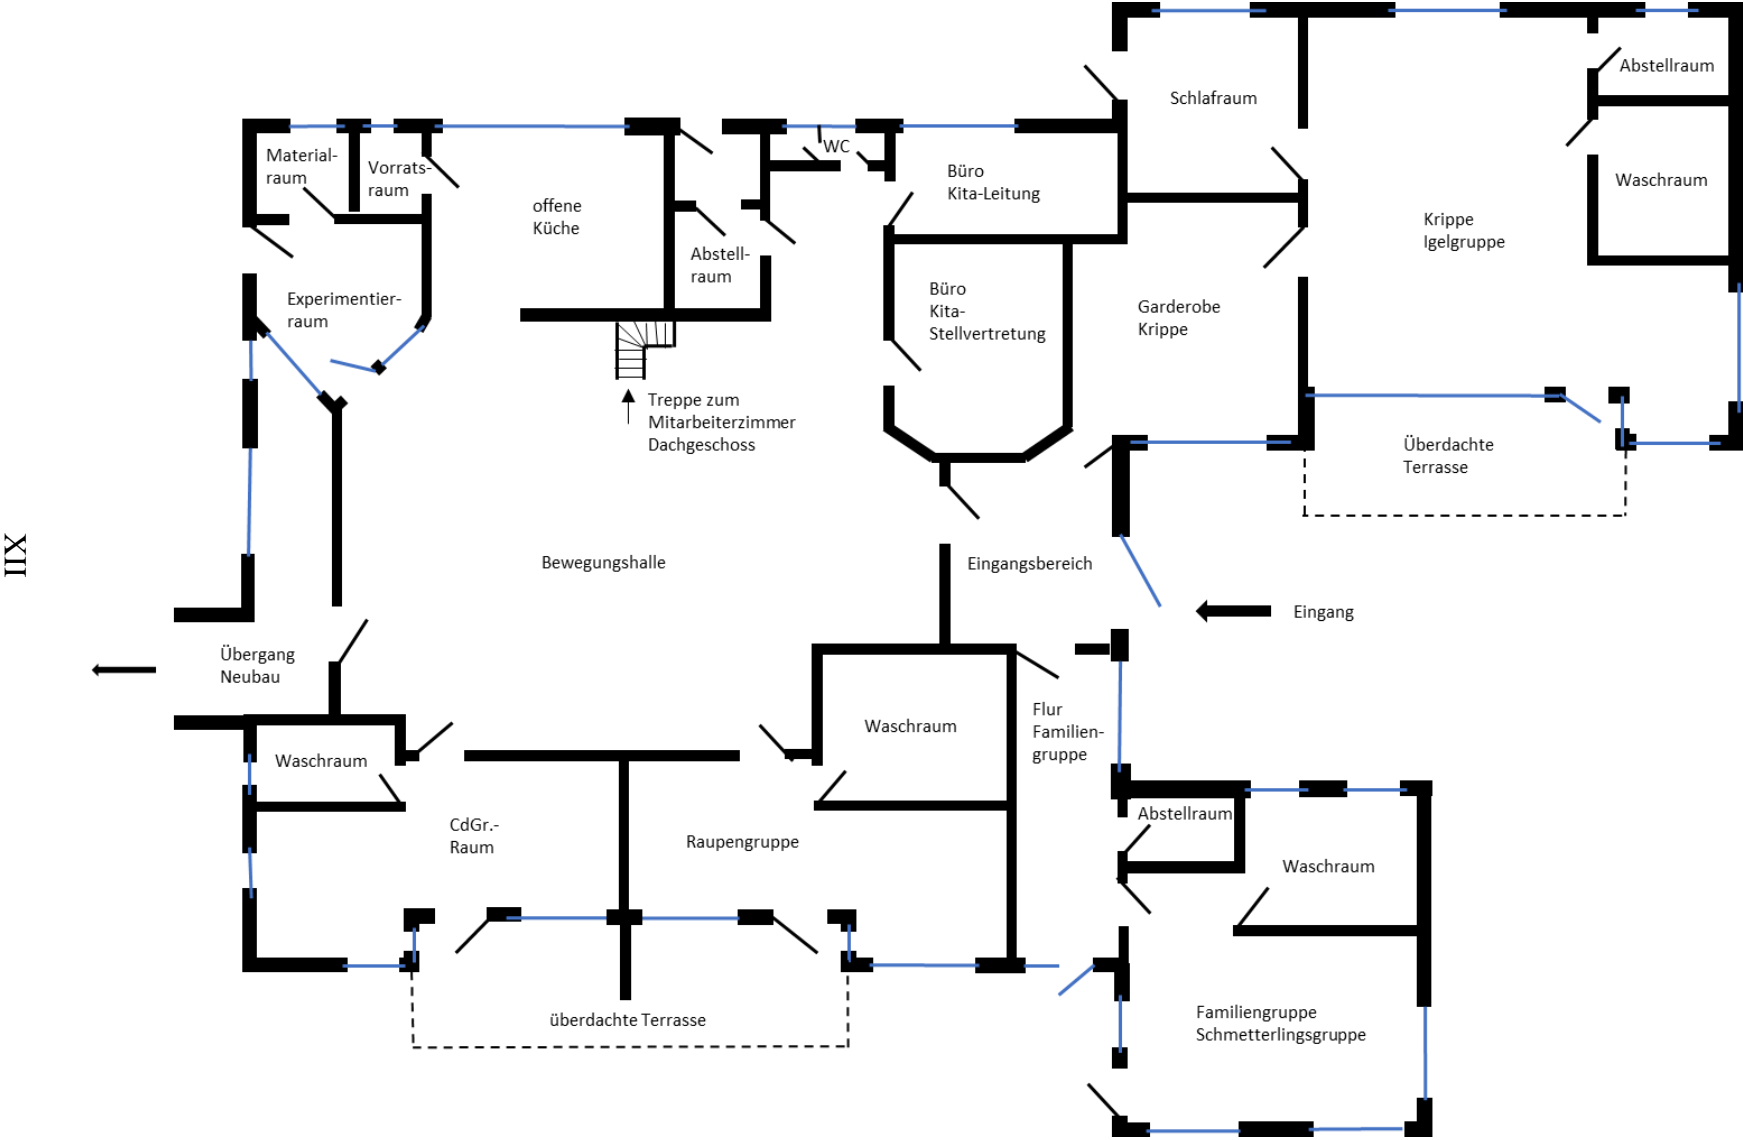 Abstellraum
Schlafraum
WC
Material-
raum
Vorrats-
raum
Büro
Kita-Leitung
Waschraum
offene
Küche
Krippe
Igelgruppe
Abstell-
raum
Experimentier-
raum
Büro
Kita-
Stellvertretung
Garderobe
Krippe
Treppe zum
Mitarbeiterzimmer
Dachgeschoss
Überdachte
Terrasse
XII
Bewegungshalle
Eingangsbereich
Eingang
Übergang
Neubau
Waschraum
Flur
Familien-
gruppe
Waschraum
CdGr.-
Raum
Raupengruppe
Abstellraum
Waschraum
überdachte Terrasse
Familiengruppe
Schmetterlingsgruppe